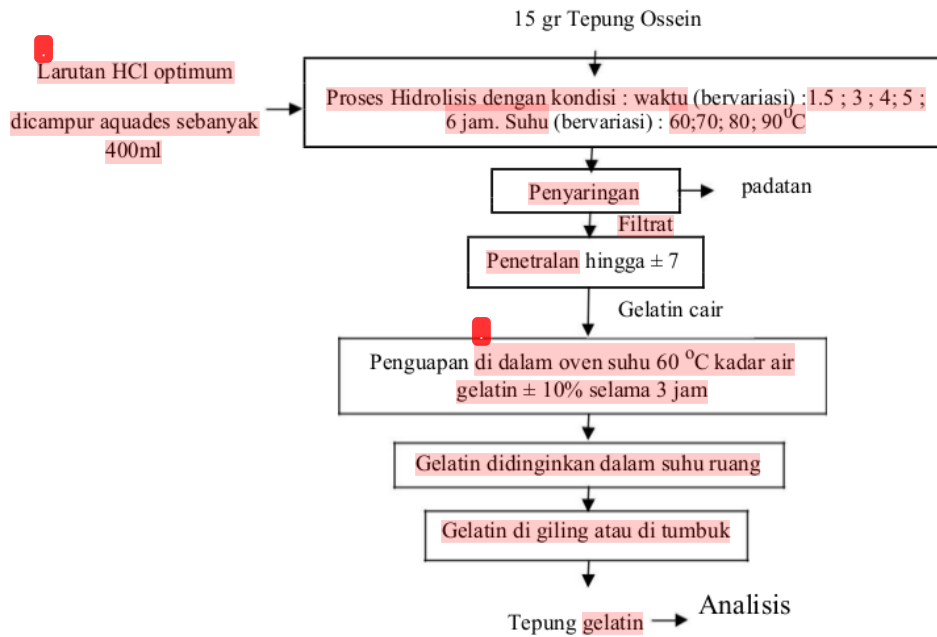 15 gr Tepung Ossein
Larutan HCl optimum
dicampur aquades sebanyak
400ml
Proses Hidrolisis dengan kondisi : waktu (bervariasi) :1.5 ; 3 ; 4; 5 ;
6 jam. Suhu (bervariasi) : 60;70; 80; 90⁰C
Penyaringan
padatan
Filtrat
Penetralan hingga ± 7
Gelatin cair
Penguapan di dalam oven suhu 60 ⁰C kadar air
gelatin ± 10% selama 3 jam
Gelatin didinginkan dalam suhu ruang
Gelatin di giling atau di tumbuk
Tepung gelatin
Analisis